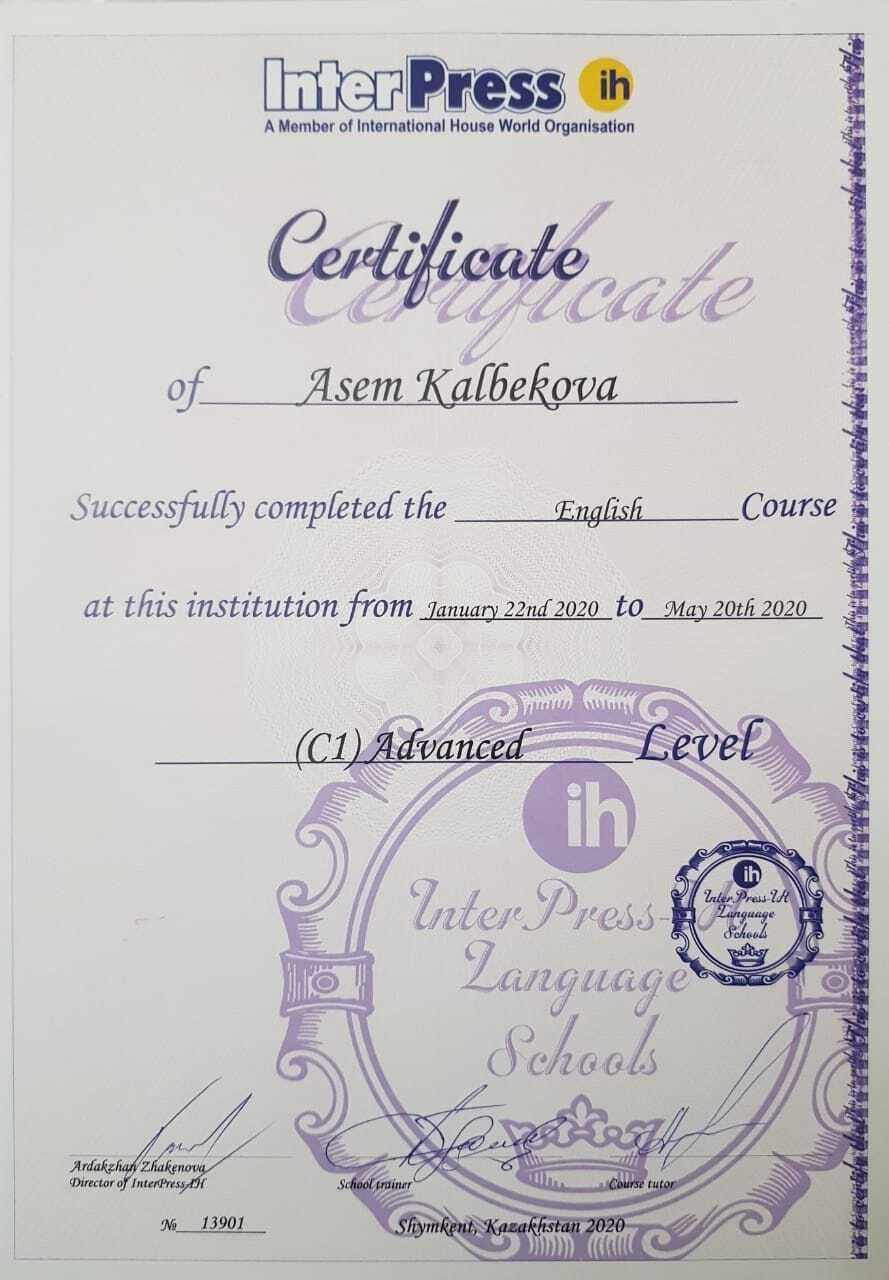 InterPress ih
A Member of International House World Organisation
Certificate
of Asem Kalbekova
Successfully completed the English Course
at this institution from January 22nd 2020 to May 20th 2020
(C1) Advanced Level
ih
InterPress-
Language
Schools
ih
InterPress-IH
Language
Schools
Ardakzhan Zhakenova
Director of InterPress-IH
School trainer
Course tutor
№ 13901
Shymkent, Kazakhstan 2020